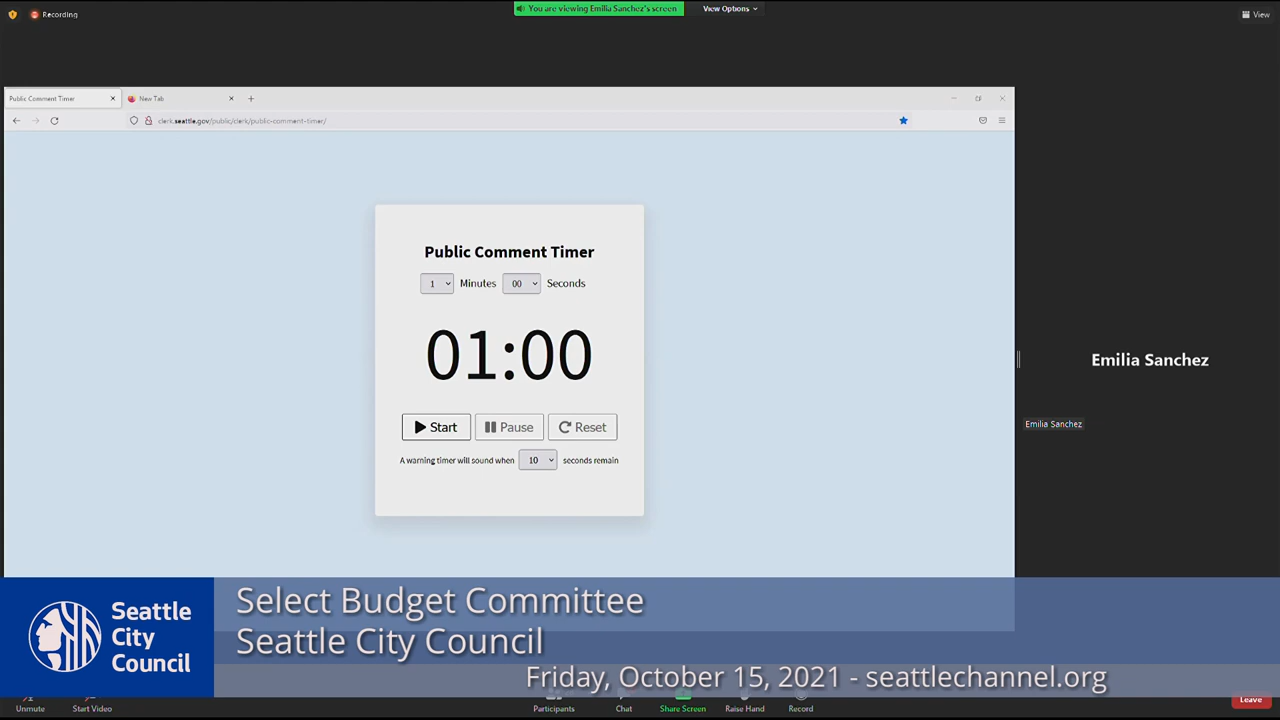 Recording
You are viewing Emilia Sanchez's screen
View Options
View
Public Comment Timer
New Tab
clerk.seattle.gov/public/clerk/public-comment-timer/
Public Comment Timer
1 Minutes 00 Seconds
01:00
Start Pause Reset
A warning timer will sound when 10 seconds remain
Emilia Sanchez
Emilia Sanchez
Seattle
City
Council
Select Budget Committee
Seattle City Council
Friday, October 15, 2021 - seattlechannel.org
Unmute
Start Video
Participants
Chat
Share Screen
Raise Hand
Record
Leave